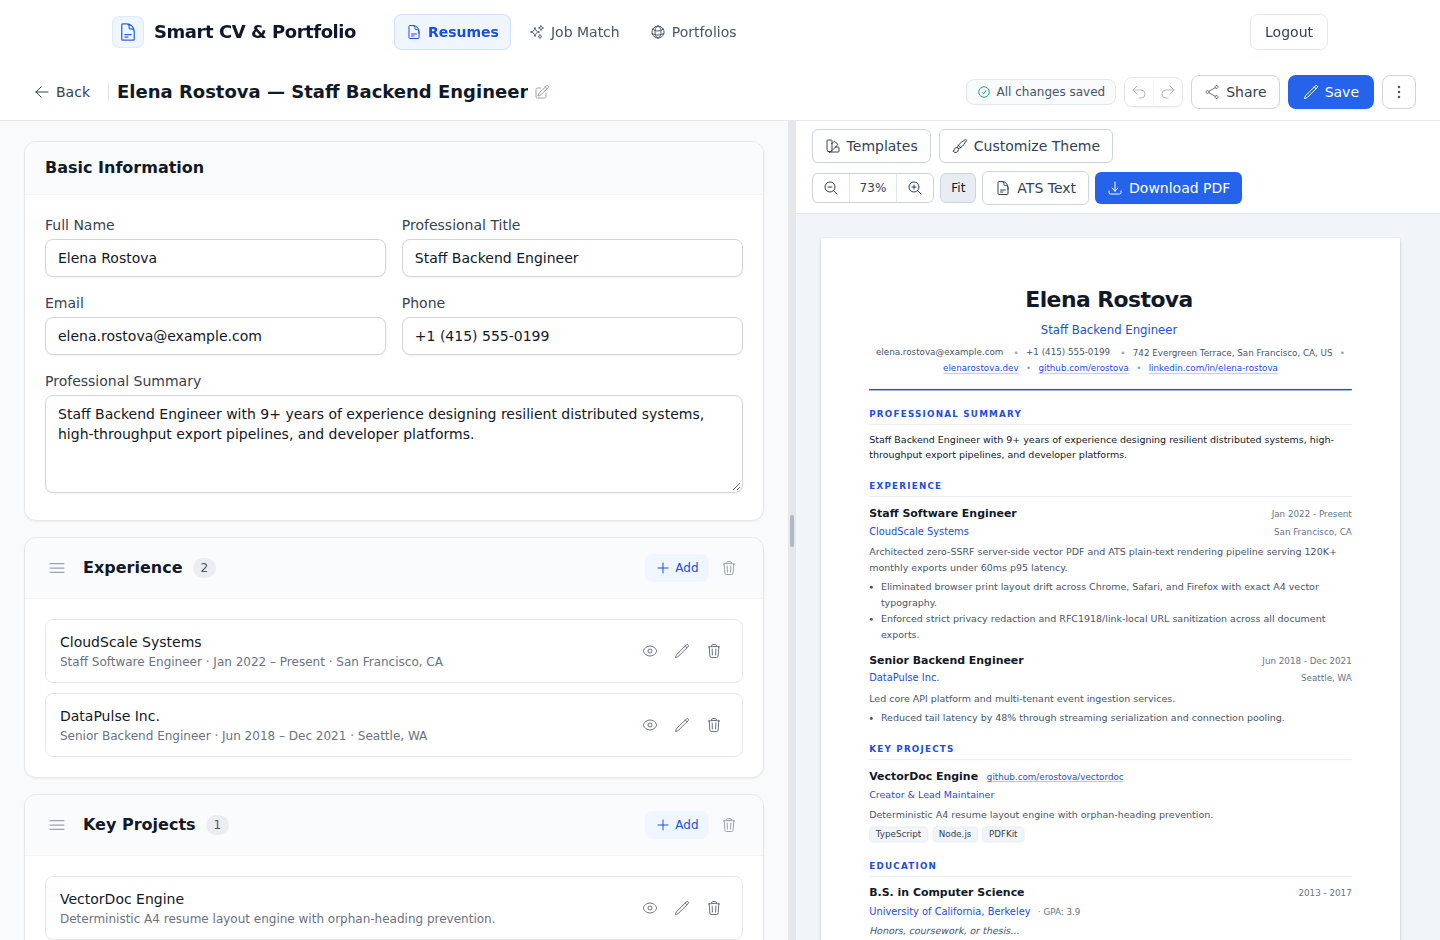 Smart CV & Portfolio
Resumes
Job Match
Portfolios
Logout
Back
Elena Rostova — Staff Backend Engineer
All changes saved
Share
Save
Basic Information
Full Name
Elena Rostova
Professional Title
Staff Backend Engineer
Email
elena.rostova@example.com
Phone
+1 (415) 555-0199
Professional Summary
Staff Backend Engineer with 9+ years of experience designing resilient distributed systems,
high-throughput export pipelines, and developer platforms.
Experience 2
Add
CloudScale Systems
Staff Software Engineer · Jan 2022 – Present · San Francisco, CA
DataPulse Inc.
Senior Backend Engineer · Jun 2018 – Dec 2021 · Seattle, WA
Key Projects 1
Add
VectorDoc Engine
Deterministic A4 resume layout engine with orphan-heading prevention.
Templates
Customize Theme
73%
Fit
ATS Text
Download PDF
Elena Rostova
Staff Backend Engineer
elena.rostova@example.com • +1 (415) 555-0199 • 742 Evergreen Terrace, San Francisco, CA, US •
elenarostova.dev • github.com/erostova • linkedin.com/in/elena-rostova
PROFESSIONAL SUMMARY
Staff Backend Engineer with 9+ years of experience designing resilient distributed systems, high-
throughput export pipelines, and developer platforms.
EXPERIENCE
Staff Software Engineer Jan 2022 - Present
CloudScale Systems San Francisco, CA
Architected zero-SSRF server-side vector PDF and ATS plain-text rendering pipeline serving 120K+
monthly exports under 60ms p95 latency.
• Eliminated browser print layout drift across Chrome, Safari, and Firefox with exact A4 vector
typography.
• Enforced strict privacy redaction and RFC1918/link-local URL sanitization across all document
exports.
Senior Backend Engineer Jun 2018 - Dec 2021
DataPulse Inc. Seattle, WA
Led core API platform and multi-tenant event ingestion services.
• Reduced tail latency by 48% through streaming serialization and connection pooling.
KEY PROJECTS
VectorDoc Engine github.com/erostova/vectordoc
Creator & Lead Maintainer
Deterministic A4 resume layout engine with orphan-heading prevention.
TypeScript Node.js PDFKit
EDUCATION
B.S. in Computer Science 2013 - 2017
University of California, Berkeley · GPA: 3.9
Honors, coursework, or thesis...